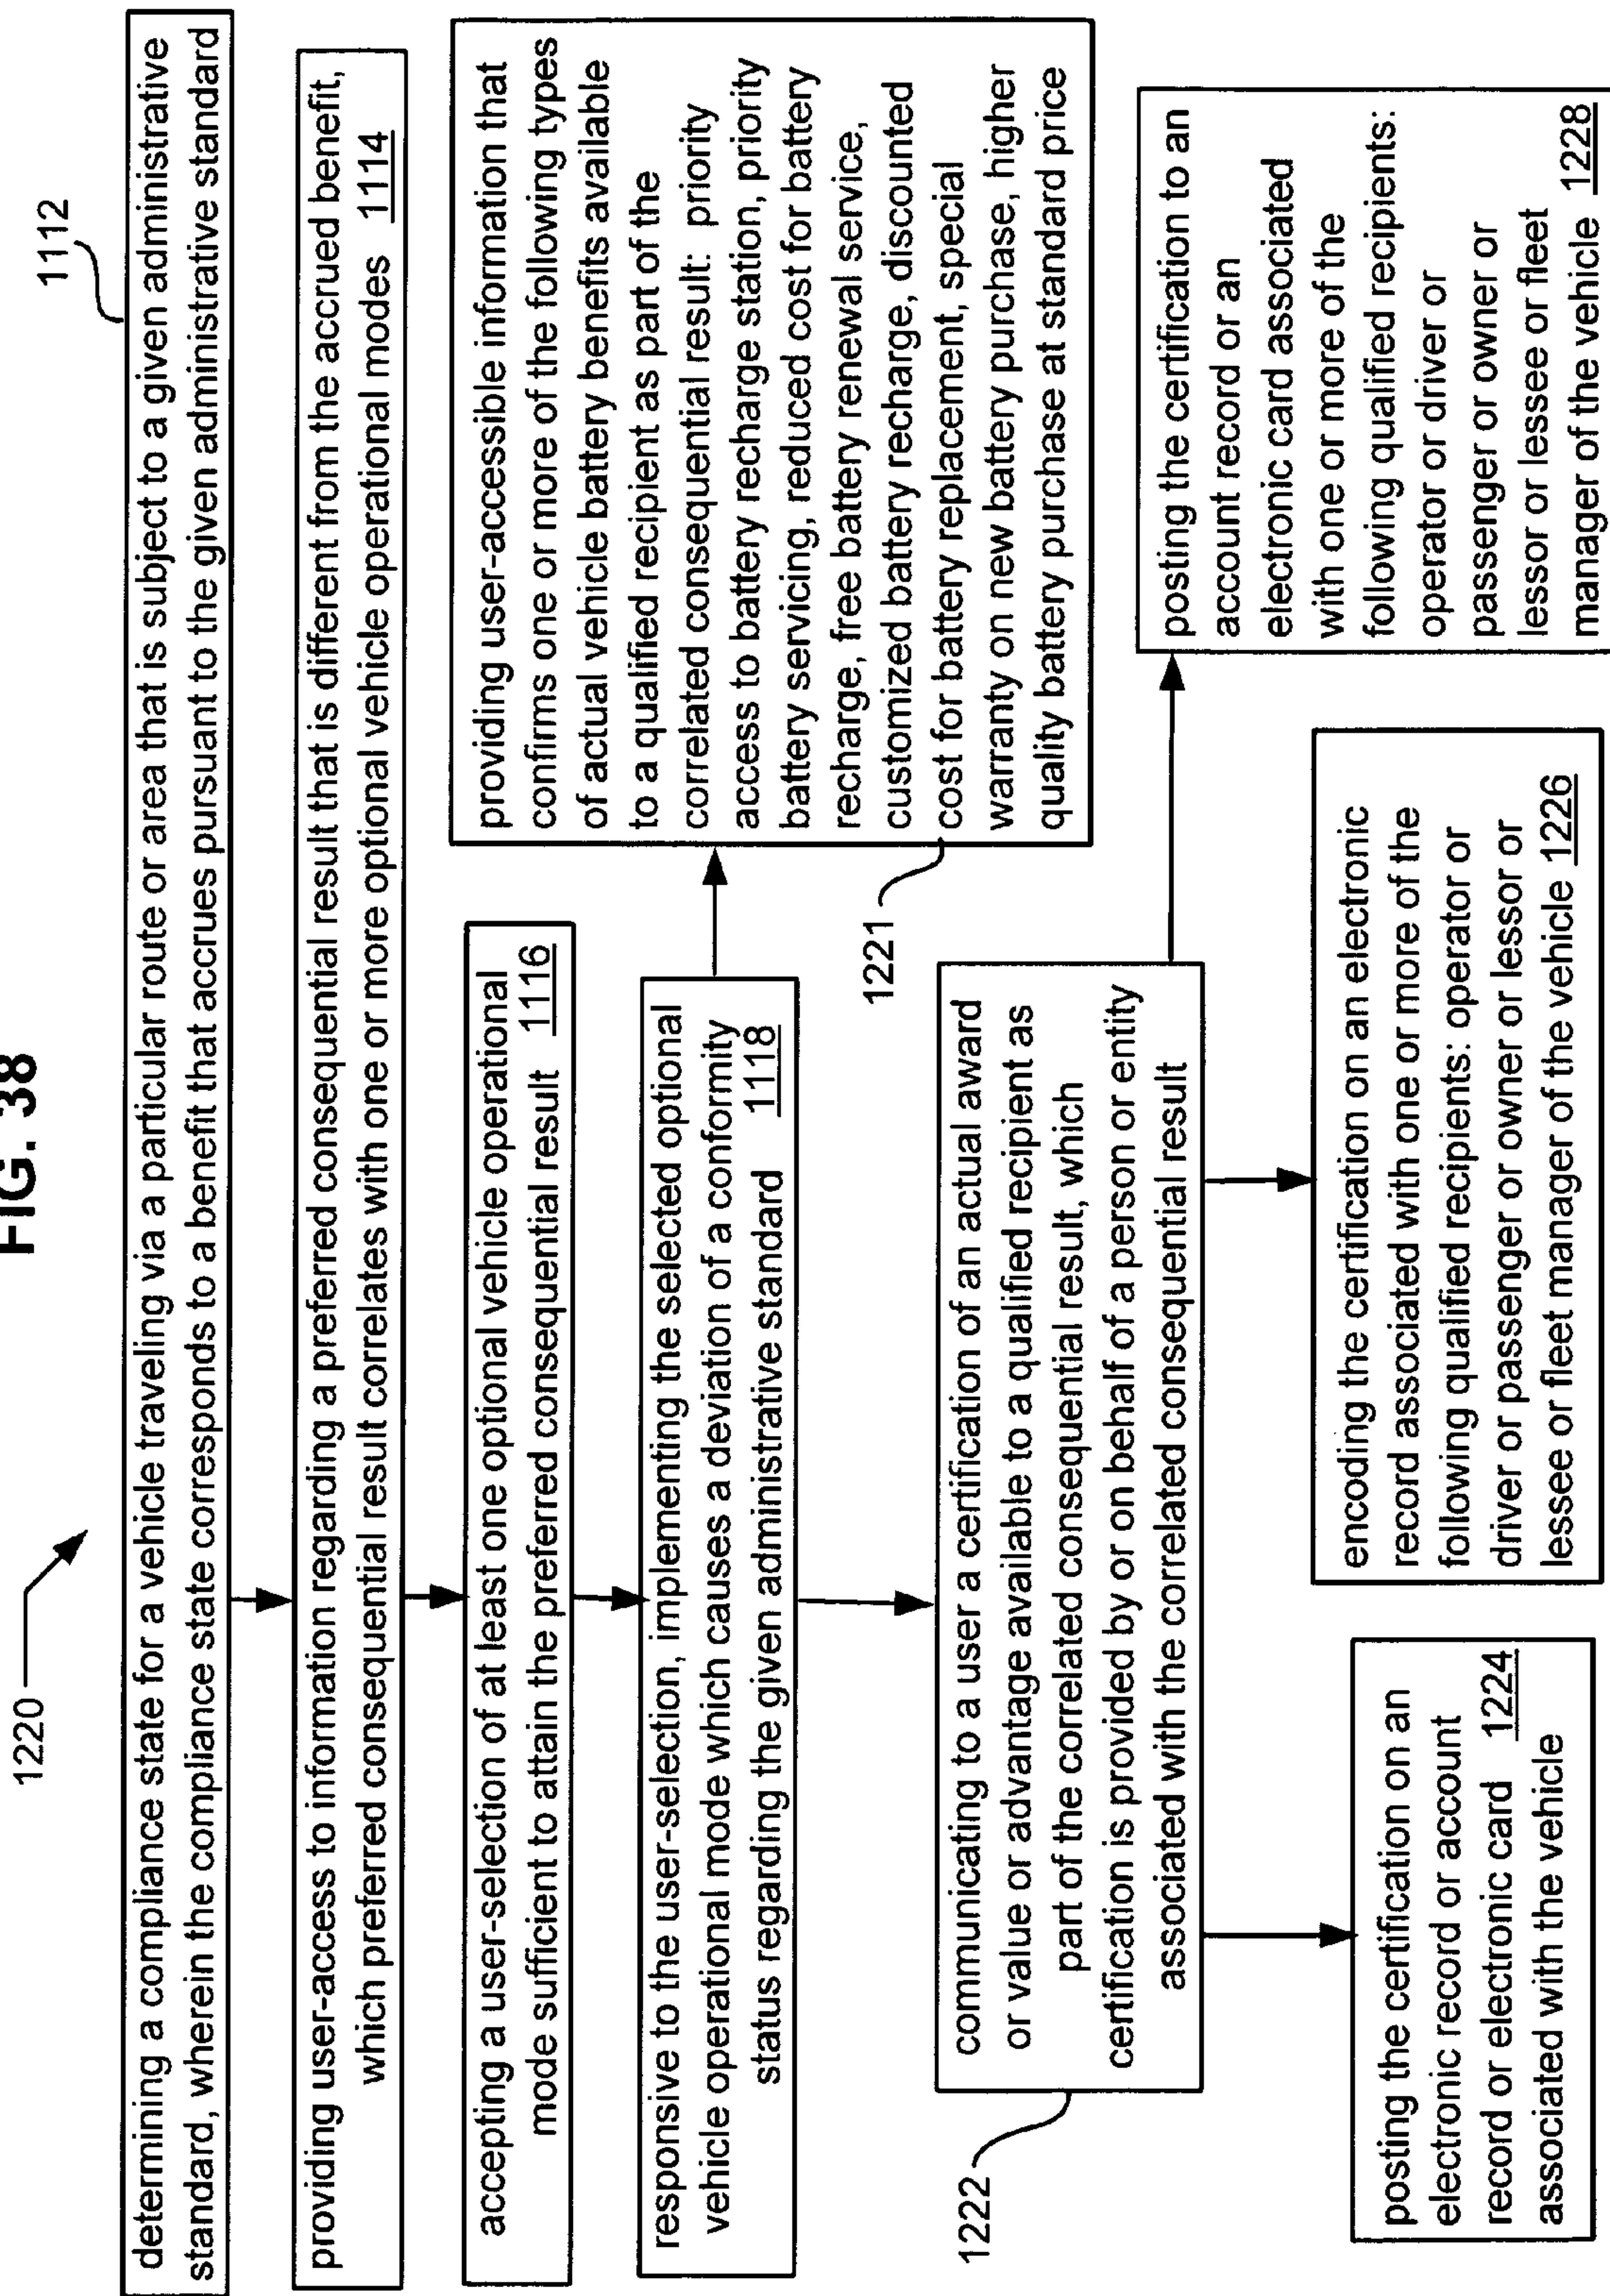 FIG. 38
1220
1112
determining a compliance state for a vehicle traveling via a particular route or area that is subject to a given administrative
standard, wherein the compliance state corresponds to a benefit that accrues pursuant to the given administrative standard
providing user-access to information regarding a preferred consequential result that is different from the accrued benefit,
which preferred consequential result correlates with one or more optional vehicle operational modes 1114
accepting a user-selection of at least one optional vehicle operational
mode sufficient to attain the preferred consequential result 1116
responsive to the user-selection, implementing the selected optional
vehicle operational mode which causes a deviation of a conformity
status regarding the given administrative standard 1118
providing user-accessible information that
confirms one or more of the following types
of actual vehicle battery benefits available
to a qualified recipient as part of the
correlated consequential result: priority
access to battery recharge station, priority
battery servicing, reduced cost for battery
recharge, free battery renewal service,
customized battery recharge, discounted
cost for battery replacement, special
warranty on new battery purchase, higher
quality battery purchase at standard price
1221
1222
communicating to a user a certification of an actual award
or value or advantage available to a qualified recipient as
part of the correlated consequential result, which
certification is provided by or on behalf of a person or entity
associated with the correlated consequential result
posting the certification on an
electronic record or account
record or electronic card 1224
associated with the vehicle
encoding the certification on an electronic
record associated with one or more of the
following qualified recipients: operator or
driver or passenger or owner or lessor or
lessee or fleet manager of the vehicle 1226
posting the certification to an
account record or an
electronic card associated
with one or more of the
following qualified recipients:
operator or driver or
passenger or owner or
lessor or lessee or fleet
manager of the vehicle 1228